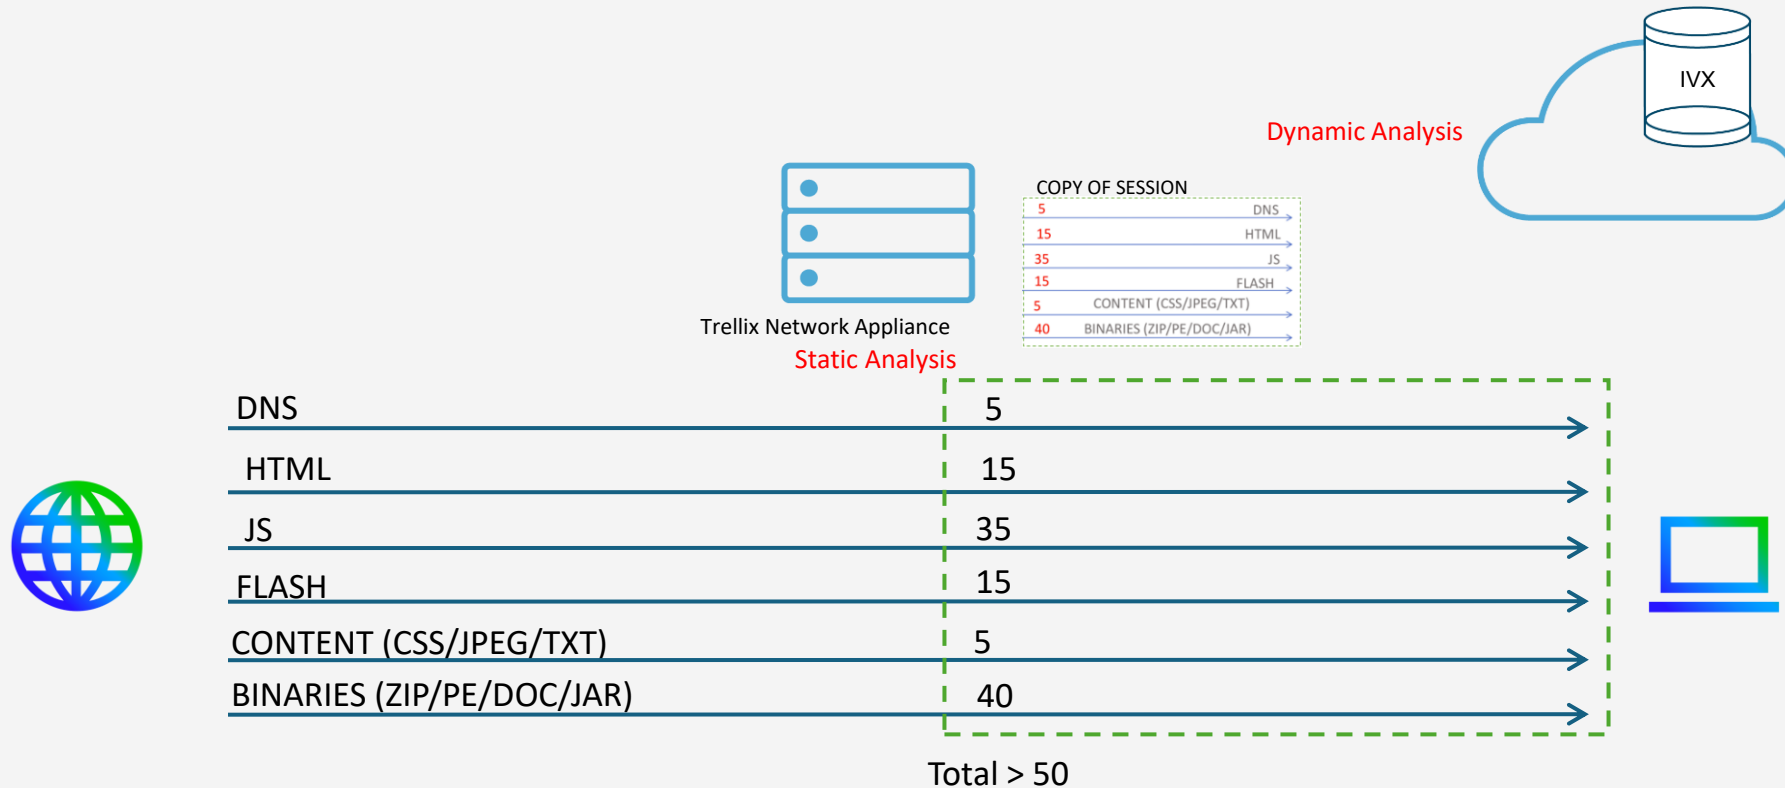 IVX
Dynamic Analysis
COPY OF SESSION
5 DNS
15 HTML
35 JS
15 FLASH
5 CONTENT (CSS/JPEG/TXT)
40 BINARIES (ZIP/PE/DOC/JAR)
Trellix Network Appliance
Static Analysis
DNS 5
HTML 15
JS 35
FLASH 15
CONTENT (CSS/JPEG/TXT) 5
BINARIES (ZIP/PE/DOC/JAR) 40
Total > 50